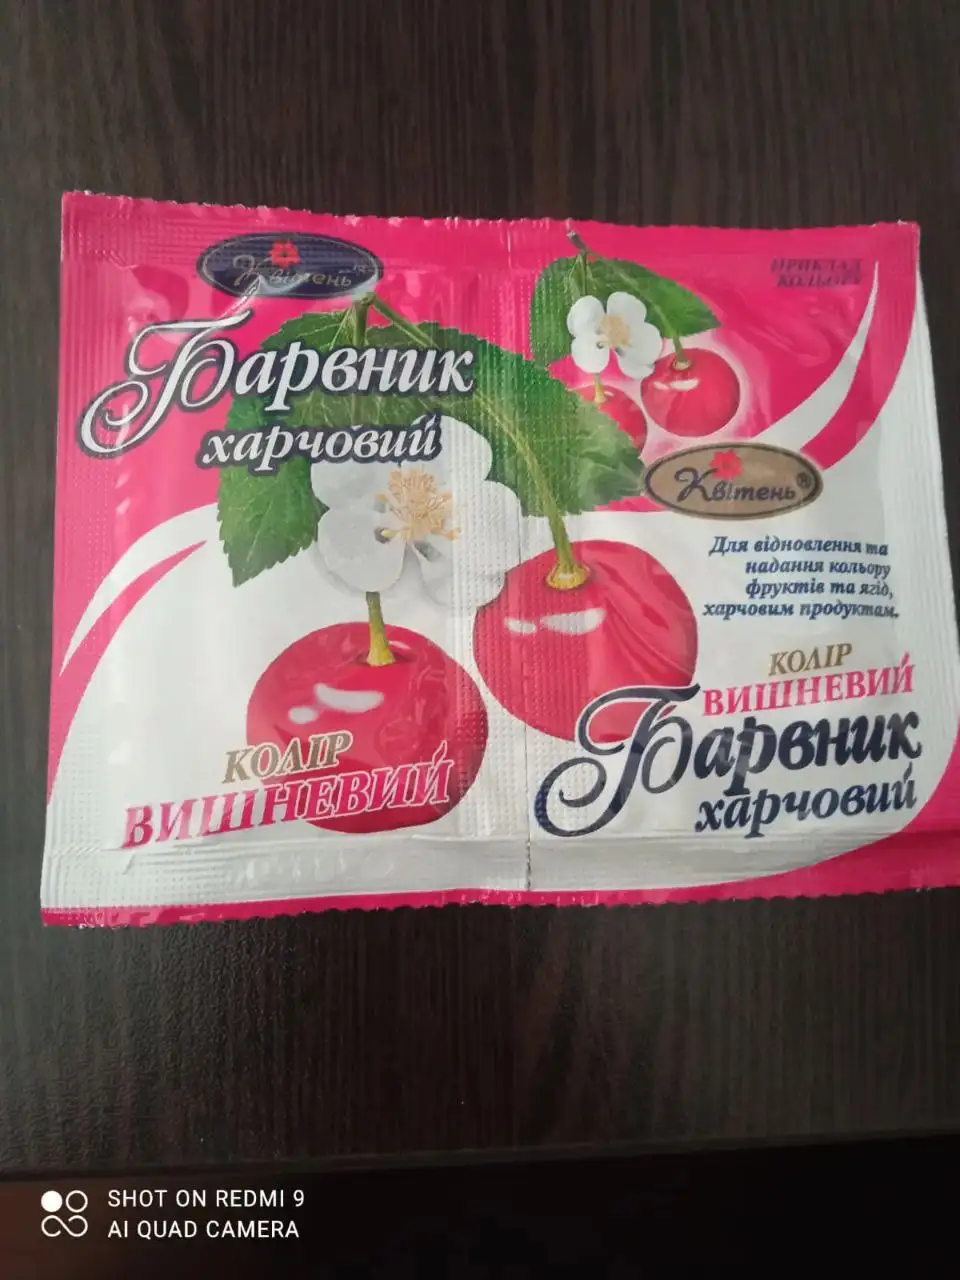 Квітень
Барвник
харчовий
КОЛІР
ВИШНЕВИЙ
ПРИКЛАД
КОЛЬОРУ
Квітень®
Для відновлення та
надання кольору
фруктів та ягід,
харчовим продуктам.
КОЛІР
ВИШНЕВИЙ
Барвник
харчовий
SHOT ON REDMI 9
AI QUAD CAMERA